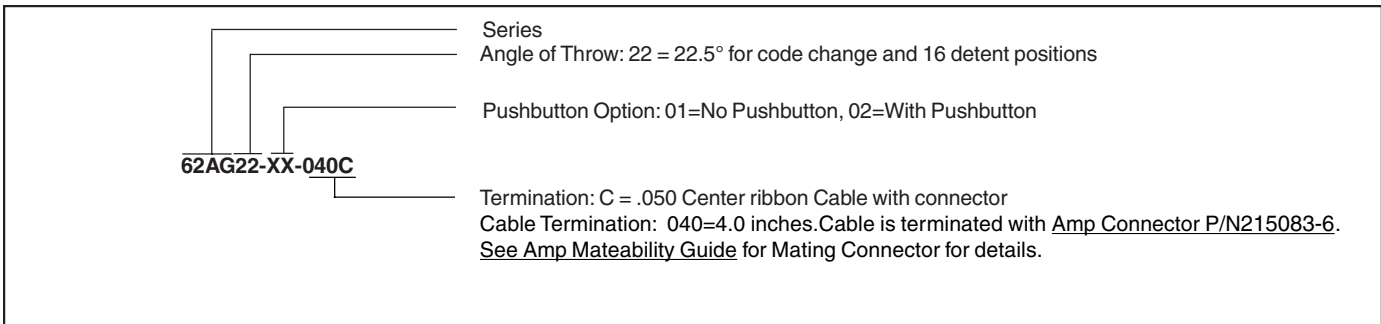 Series
Angle of Throw: 22 = 22.5° for code change and 16 detent positions
Pushbutton Option: 01=No Pushbutton, 02=With Pushbutton
62AG22-XX-040C
Termination: C = .050 Center ribbon Cable with connector
Cable Termination: 040=4.0 inches.Cable is terminated with Amp Connector P/N215083-6.
See Amp Mateability Guide for Mating Connector for details.